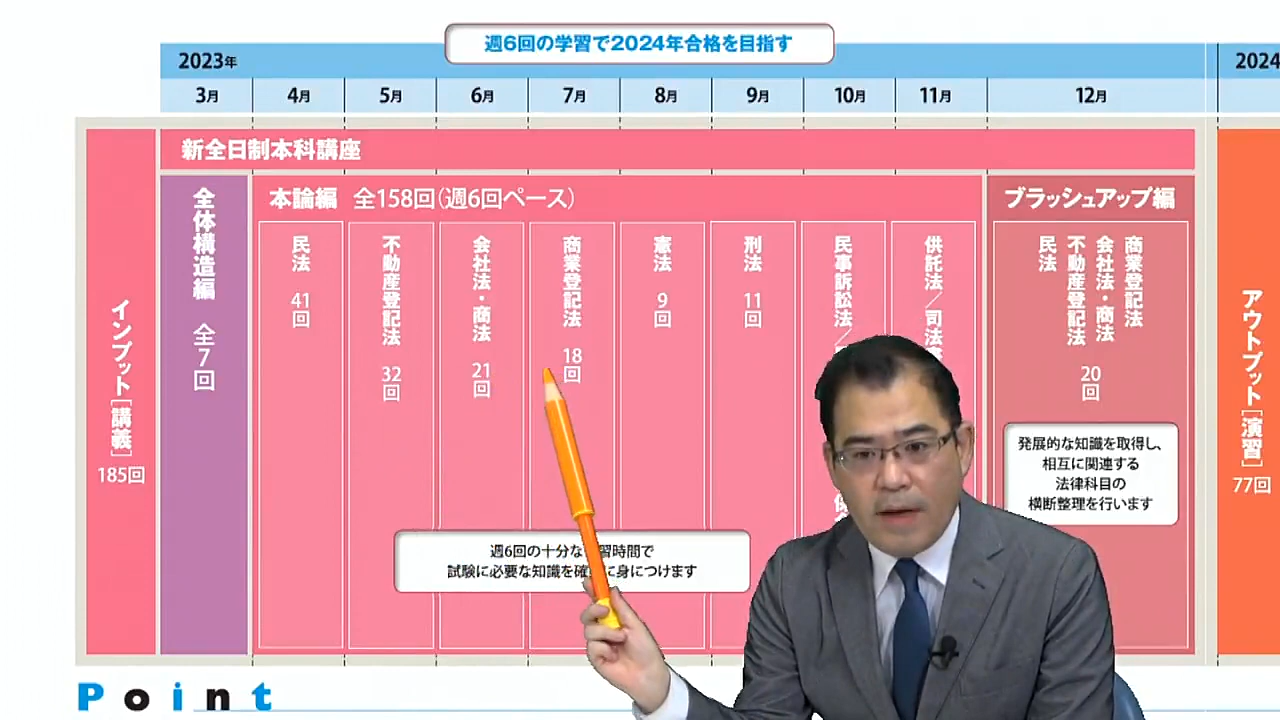 週6回の学習で2024年合格を目指す
2023年
2024
3月
4月
5月
6月
7月
8月
9月
10月
11月
12月
新全日制本科講座
インプット[講義]
185回
全体構造編 全7回
本論編 全158回(週6回ペース)
民法 41回
不動産登記法 32回
会社法・商法 21回
商業登記法 18回
憲法 9回
刑法 11回
民事訴訟法/
供託法/司法
ブラッシュアップ編
商業登記法
会社法・商法
不動産登記法
民法
20回
発展的な知識を取得し、
相互に関連する
法律科目の
横断整理を行います
週6回の十分な 習時間で
試験に必要な知識を確 に身につけます
アウトプット[演習]
77回
Point